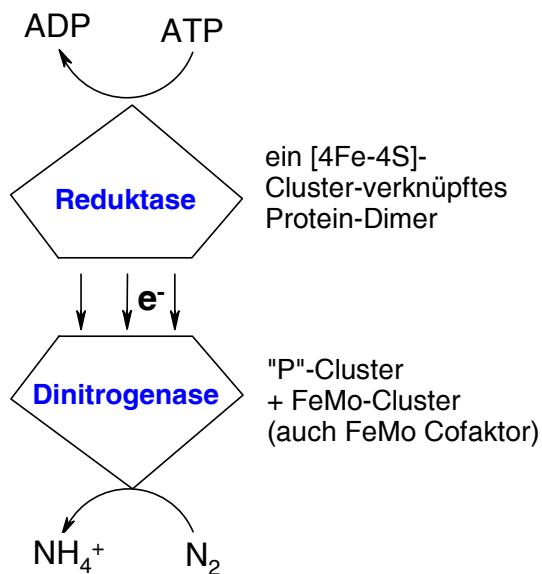 ADP ATP
Reduktase
ein [4Fe-4S]-
Cluster-verknüpftes
Protein-Dimer
e⁻
Dinitrogenase
"P"-Cluster
+ FeMo-Cluster
(auch FeMo Cofaktor)
NH₄⁺ N₂